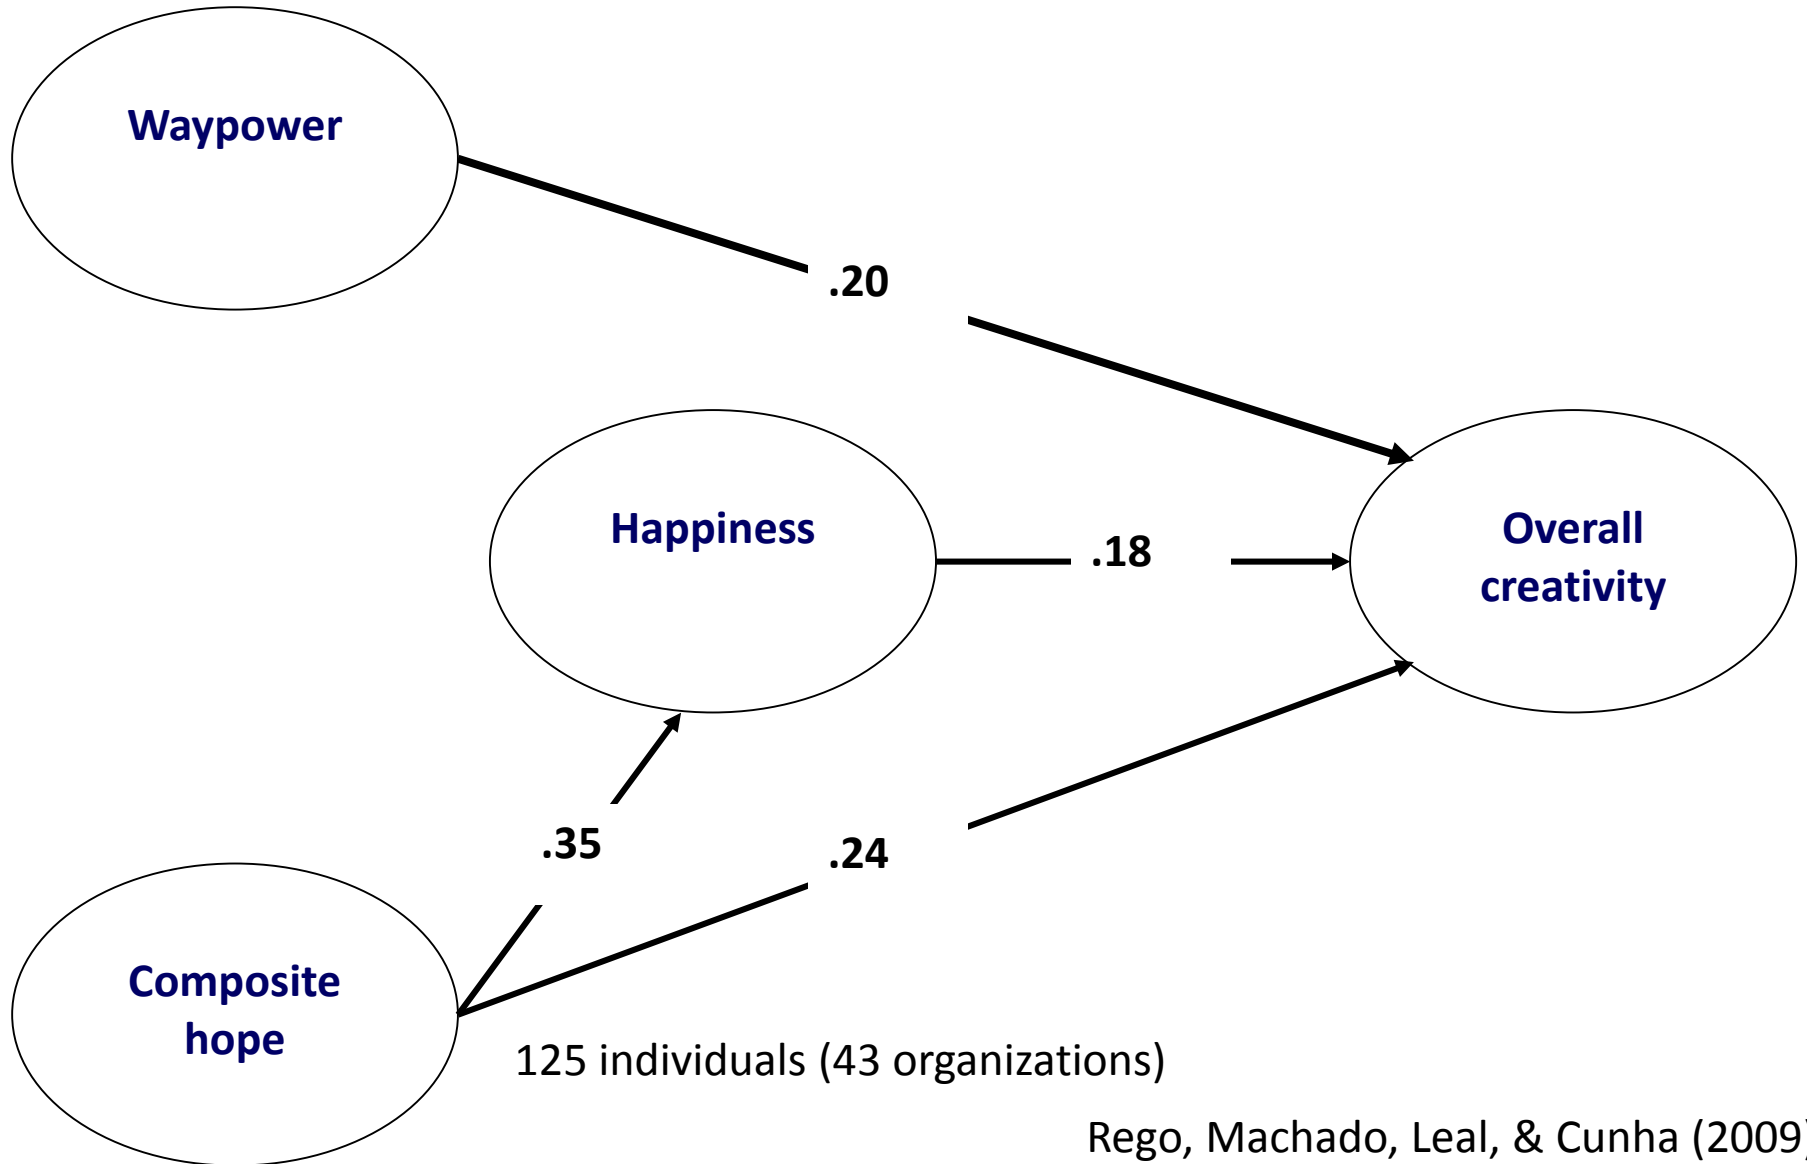 Waypower
.20
Happiness
.18
Overall
creativity
.35
.24
Composite
hope
125 individuals (43 organizations)
Rego, Machado, Leal, & Cunha (2009)